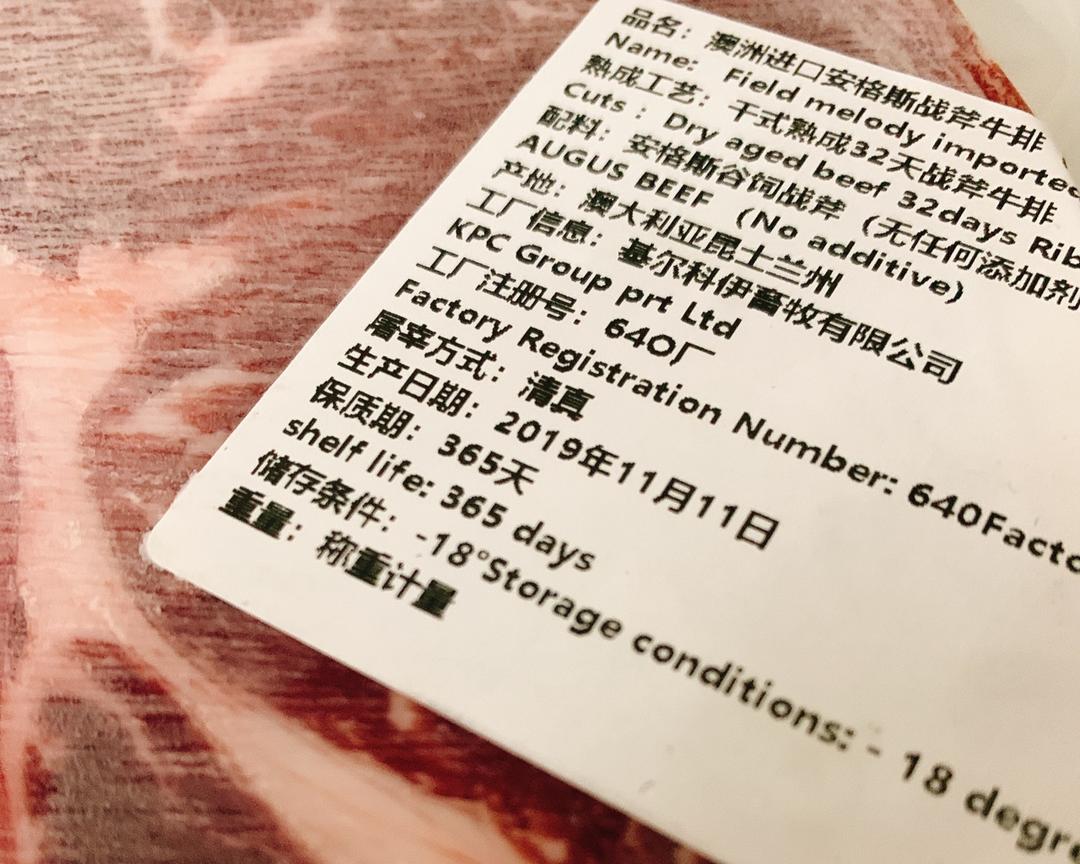 品名：澳洲进口安格斯战斧牛排
Name: Field melody imported
熟成工艺：干式熟成32天战斧牛排
Cuts : Dry aged beef 32days Rib
配料：安格斯谷饲战斧（无任何添加剂
AUGUS BEEF （No additive）
产地：澳大利亚昆士兰州
工厂信息：基尔科伊畜牧有限公司
KPC Group prt Ltd
工厂注册号：640厂
Factory Registration Number: 640Facto
屠宰方式：清真
生产日期：2019年11月11日
保质期：365天
shelf life: 365 days
储存条件：-18°Storage conditions: - 18 degre
重量：称重计量